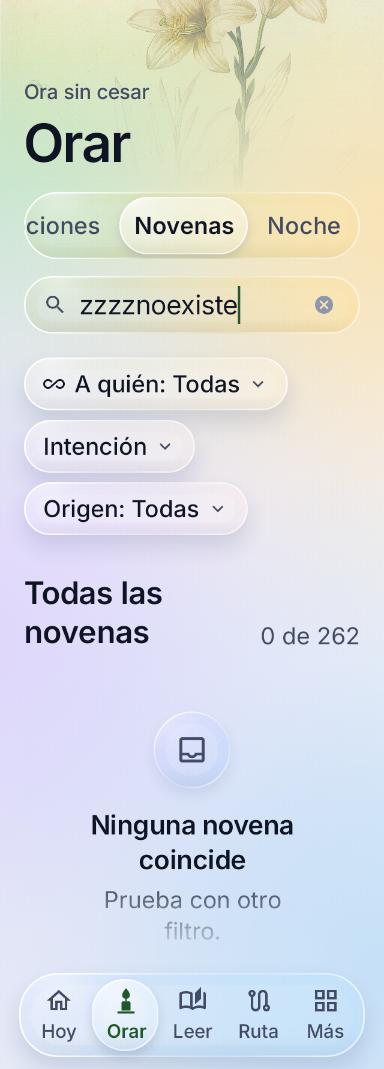 Ora sin cesar
Orar
ciones Novenas Noche
zzzznoexiste
A quién: Todas
Intención
Origen: Todas
Todas las
novenas
0 de 262
Ninguna novena
coincide
Prueba con otro
filtro.
Hoy Orar Leer Ruta Más